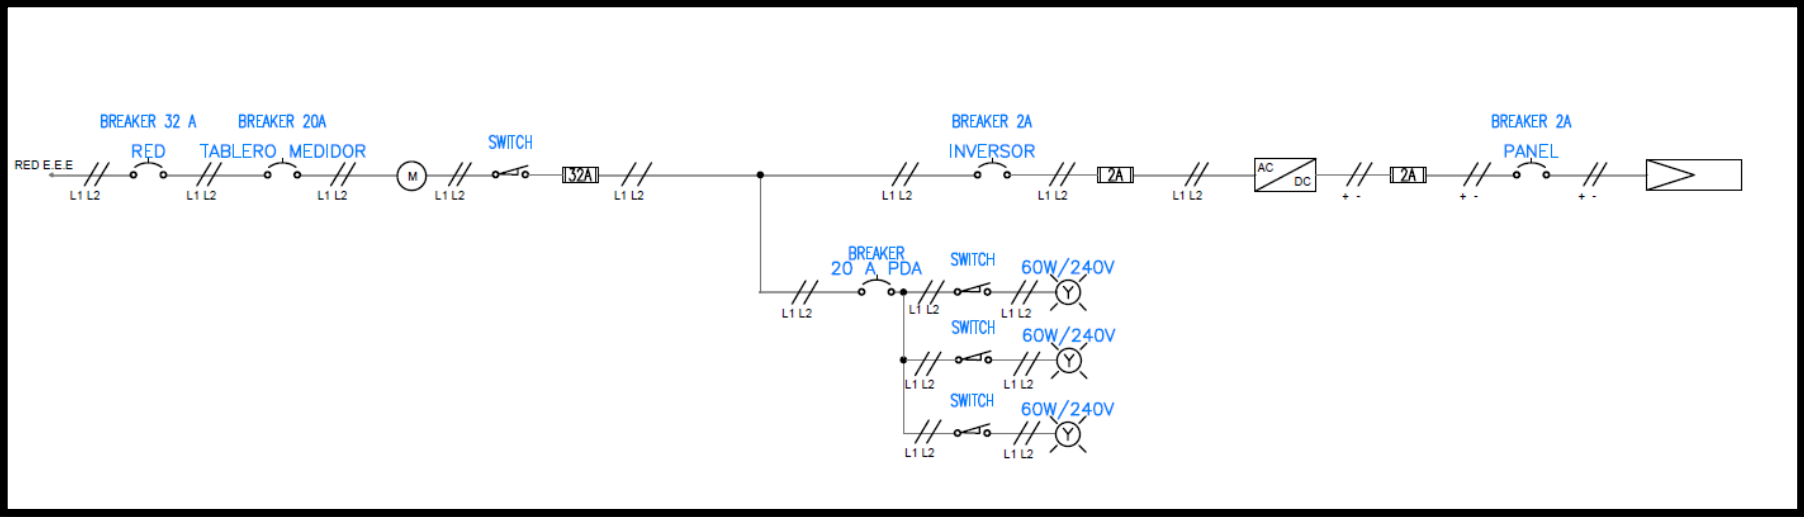 BREAKER 32 A
RED
BREAKER 20A
TABLERO MEDIDOR
SWITCH
BREAKER 2A
INVERSOR
BREAKER 2A
PANEL
RED E.E.E
M
32A
2A
AC
DC
2A
L1 L2
L1 L2
L1 L2
L1 L2
L1 L2
L1 L2
L1 L2
L1 L2
+ -
+ -
+ -
BREAKER
20 A PDA
SWITCH
60W/240V
Y
L1 L2
L1 L2
L1 L2
SWITCH
60W/240V
Y
L1 L2
L1 L2
SWITCH
60W/240V
Y
L1 L2
L1 L2